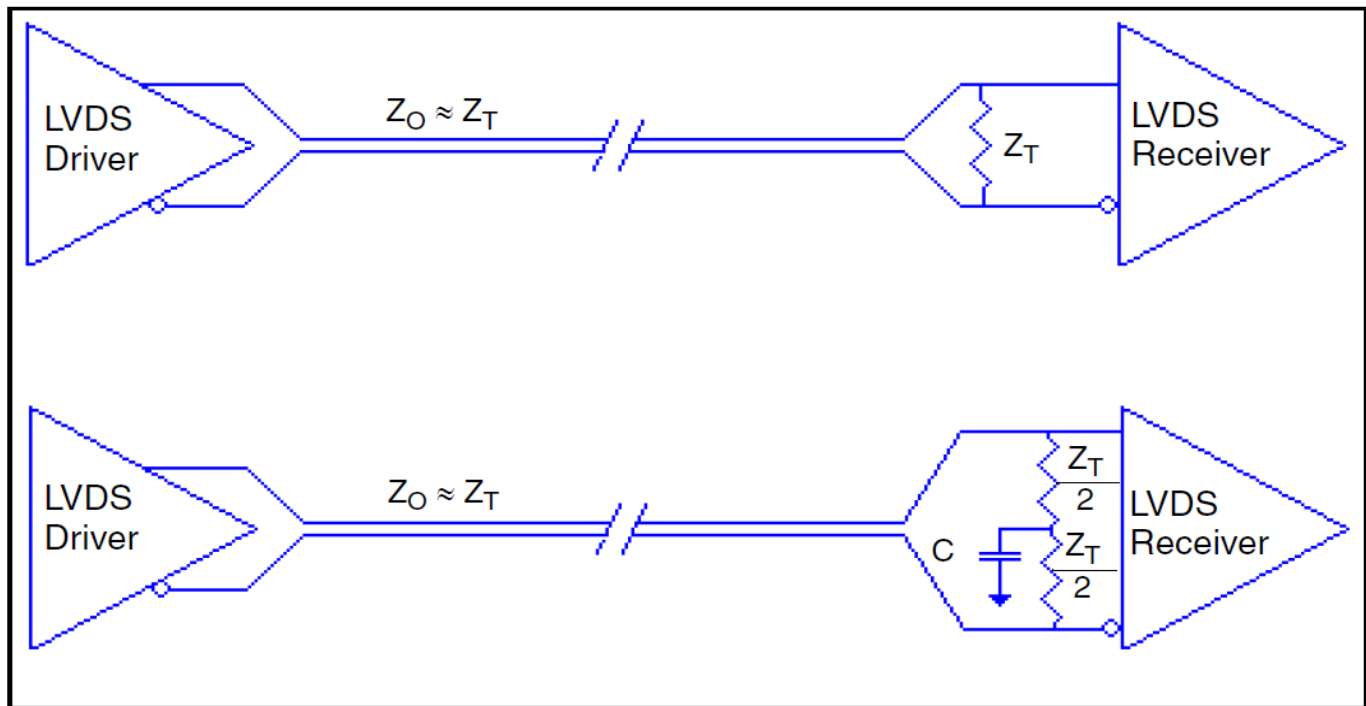 LVDS
Driver
Z_O ≈ Z_T
Z_T
LVDS
Receiver
LVDS
Driver
Z_O ≈ Z_T
C
Z_T
2
Z_T
2
LVDS
Receiver